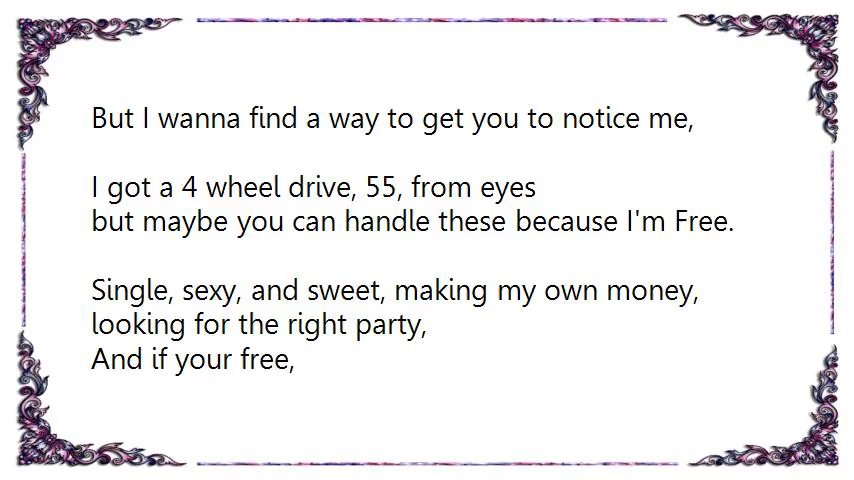 But I wanna find a way to get you to notice me,
I got a 4 wheel drive, 55, from eyes
but maybe you can handle these because I'm Free.
Single, sexy, and sweet, making my own money,
looking for the right party,
And if your free,